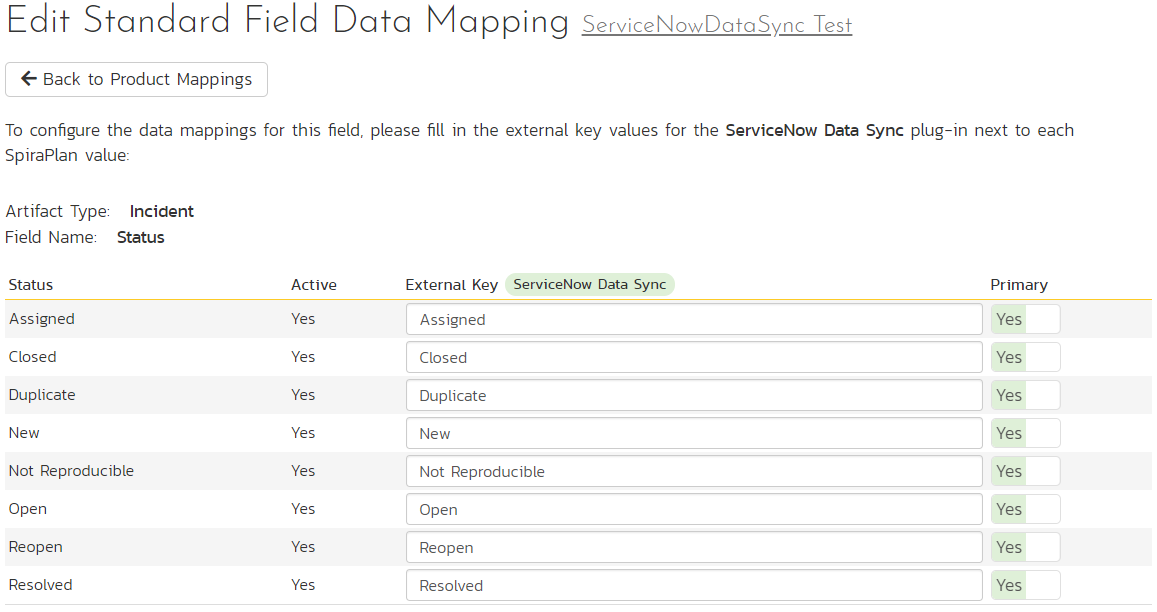 Edit Standard Field Data Mapping ServiceNowDataSync Test
Back to Product Mappings
To configure the data mappings for this field, please fill in the external key values for the ServiceNow Data Sync plug-in next to each
SpiraPlan value:
Artifact Type: Incident
Field Name: Status
Status Active External Key ServiceNow Data Sync Primary
Assigned Yes Assigned Yes
Closed Yes Closed Yes
Duplicate Yes Duplicate Yes
New Yes New Yes
Not Reproducible Yes Not Reproducible Yes
Open Yes Open Yes
Reopen Yes Reopen Yes
Resolved Yes Resolved Yes